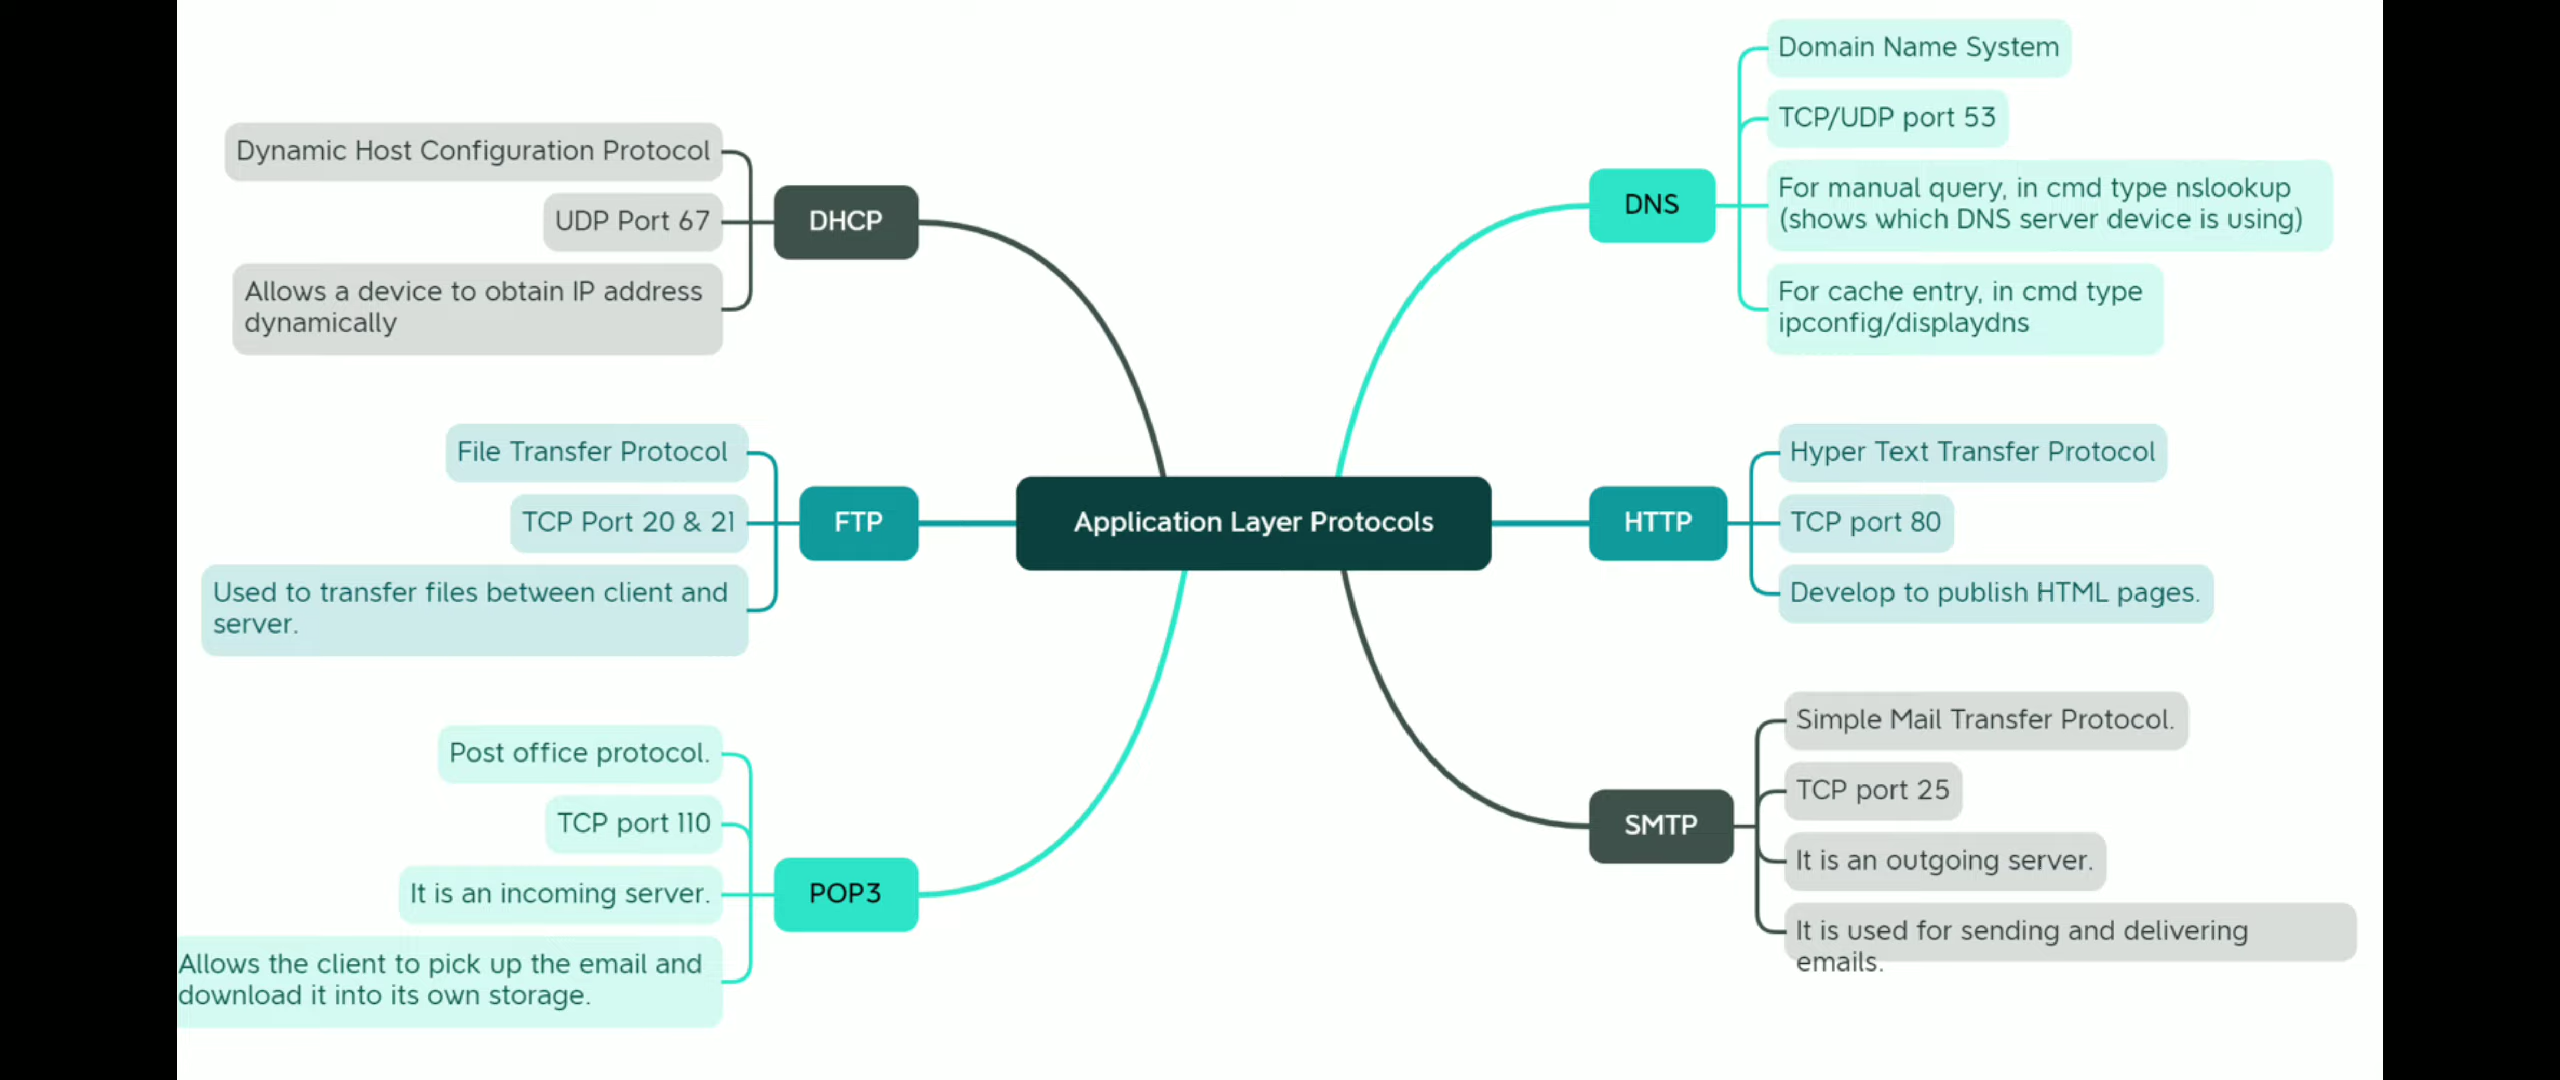 Application Layer Protocols
DHCP
Dynamic Host Configuration Protocol
UDP Port 67
Allows a device to obtain IP address
dynamically
FTP
File Transfer Protocol
TCP Port 20 & 21
Used to transfer files between client and
server.
POP3
Post office protocol.
TCP port 110
It is an incoming server.
Allows the client to pick up the email and
download it into its own storage.
DNS
Domain Name System
TCP/UDP port 53
For manual query, in cmd type nslookup
(shows which DNS server device is using)
For cache entry, in cmd type
ipconfig/displaydns
HTTP
Hyper Text Transfer Protocol
TCP port 80
Develop to publish HTML pages.
SMTP
Simple Mail Transfer Protocol.
TCP port 25
It is an outgoing server.
It is used for sending and delivering
emails.